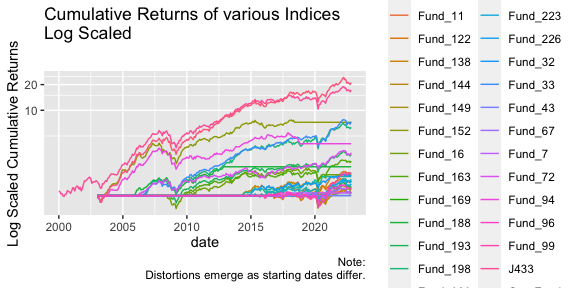 Cumulative Returns of various Indices
Log Scaled
Log Scaled Cumulative Returns
20
10
2000 2005 2010 2015 2020
date
Note:
Distortions emerge as starting dates differ.
Fund_11 Fund_223
Fund_122 Fund_226
Fund_138 Fund_32
Fund_144 Fund_33
Fund_149 Fund_43
Fund_152 Fund_67
Fund_16 Fund_7
Fund_163 Fund_72
Fund_169 Fund_94
Fund_188 Fund_96
Fund_193 Fund_99
Fund_198 J433